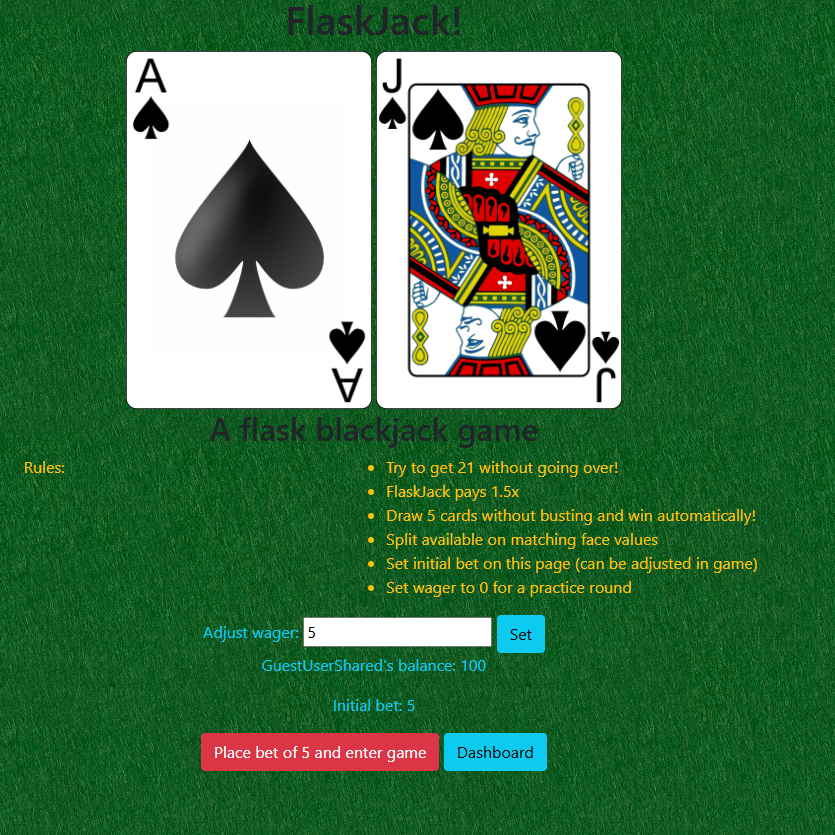 FlaskJack!
A
J
A
J
A flask blackjack game
Rules:
Try to get 21 without going over!
FlaskJack pays 1.5x
Draw 5 cards without busting and win automatically!
Split available on matching face values
Set initial bet on this page (can be adjusted in game)
Set wager to 0 for a practice round
Adjust wager: 5 Set
GuestUserShared's balance: 100
Initial bet: 5
Place bet of 5 and enter game Dashboard